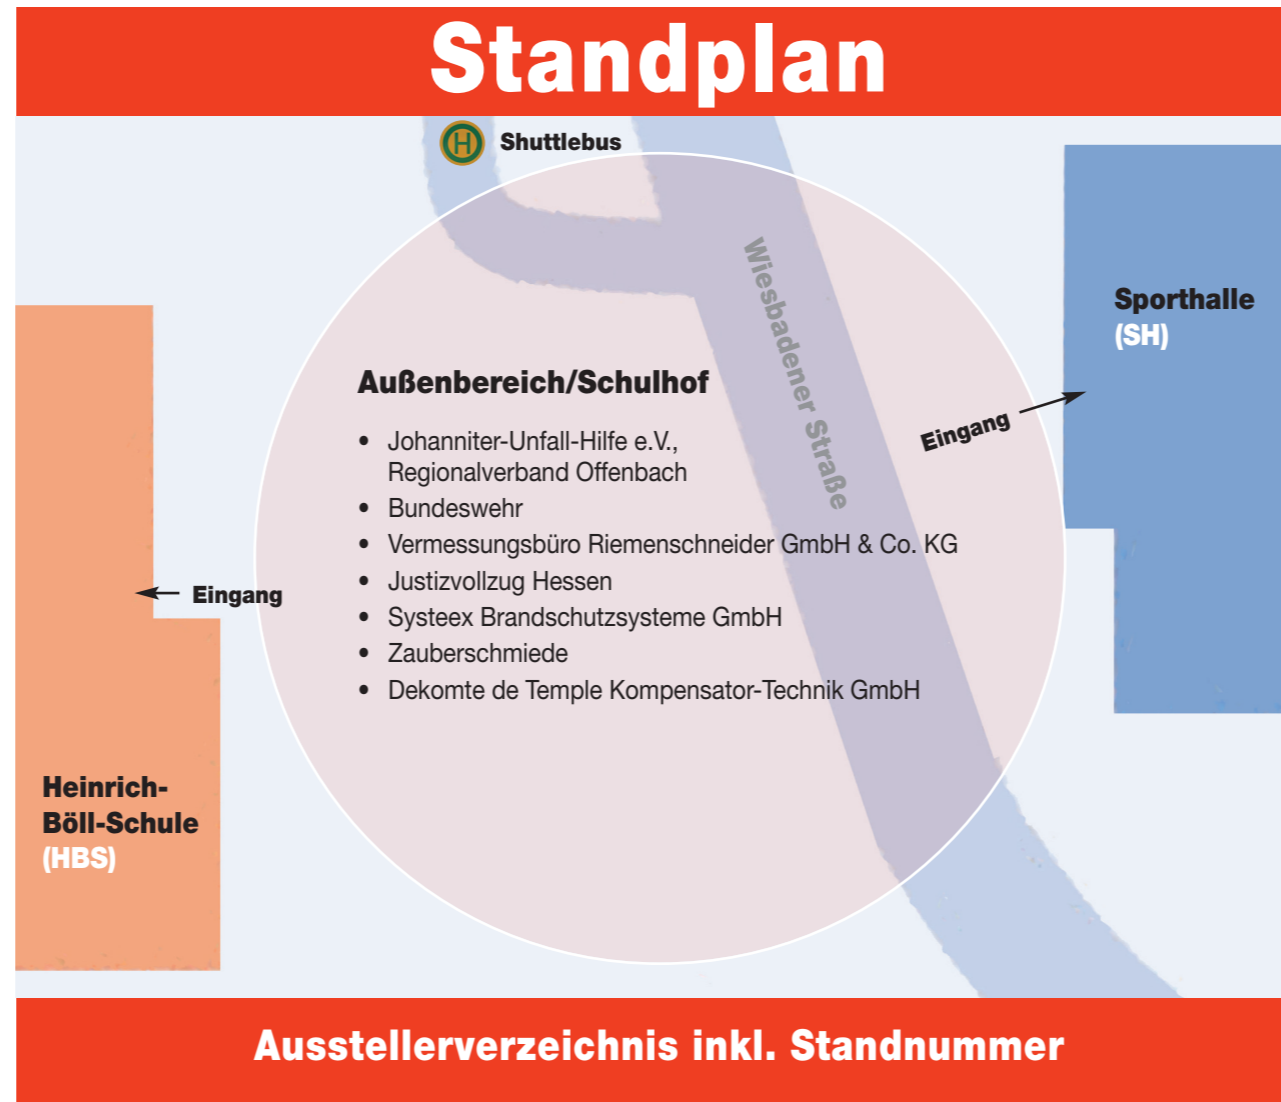 Standplan
H
Shuttlebus
Wiesbadener Straße
Sporthalle
(SH)
Eingang
Außenbereich/Schulhof
• Johanniter-Unfall-Hilfe e.V.,
Regionalverband Offenbach
• Bundeswehr
• Vermessungsbüro Riemenschneider GmbH & Co. KG
• Justizvollzug Hessen
• Systeex Brandschutzsysteme GmbH
• Zauberschmiede
• Dekomte de Temple Kompensator-Technik GmbH
Eingang
Heinrich-
Böll-Schule
(HBS)
Ausstellerverzeichnis inkl. Standnummer